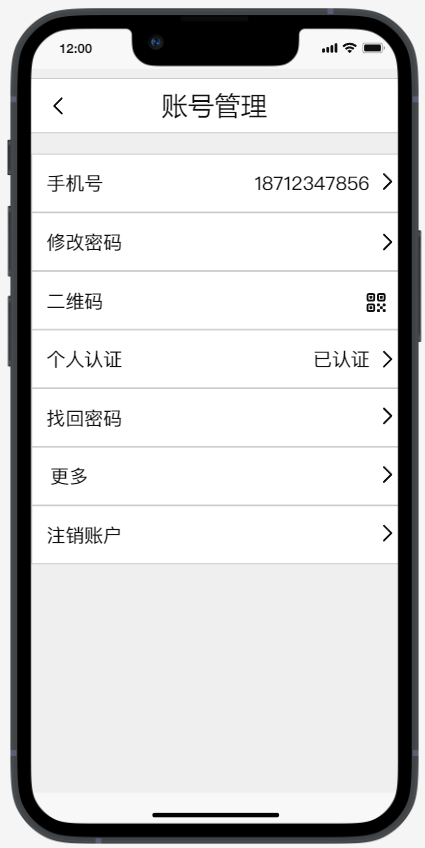 12:00
账号管理
手机号 18712347856
修改密码
二维码
个人认证 已认证
找回密码
更多
注销账户